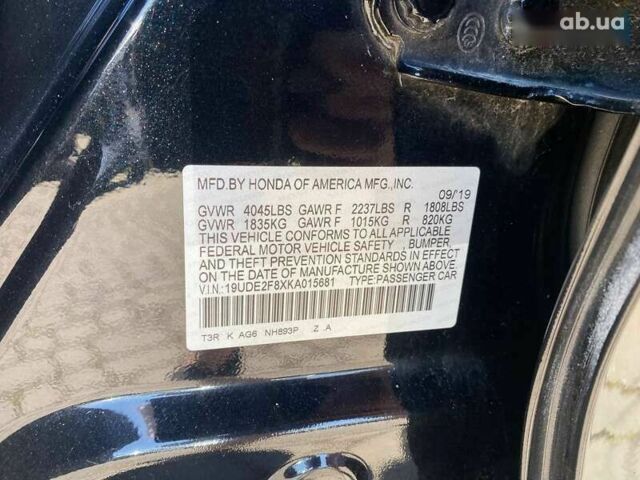 ab.ua
MFD.BY HONDA OF AMERICA MFG.,INC.
09/19
GVWR 4045LBS GAWR F 2237LBS R 1808LBS
GVWR 1835KG GAWR F 1015KG R 820KG
THIS VEHICLE CONFORMS TO ALL APPLICABLE
FEDERAL MOTOR VEHICLE SAFETY , BUMPER,
AND THEFT PREVENTION STANDARDS IN EFFECT
ON THE DATE OF MANUFACTURE SHOWN ABOVE.
V.I.N.:19UDE2F8XKA015681 TYPE:PASSENGER CAR
T3R K AG6 NH893P .Z .A